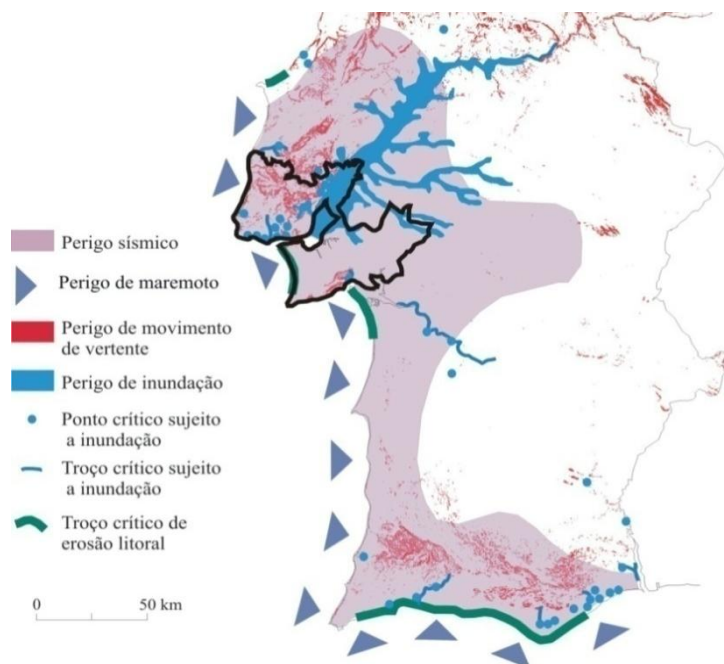 Perigo sísmico
Perigo de maremoto
Perigo de movimento
de vertente
Perigo de inundação
Ponto crítico sujeito
a inundação
Troço crítico sujeito
a inundação
Troço crítico de
erosão litoral
0 50 km